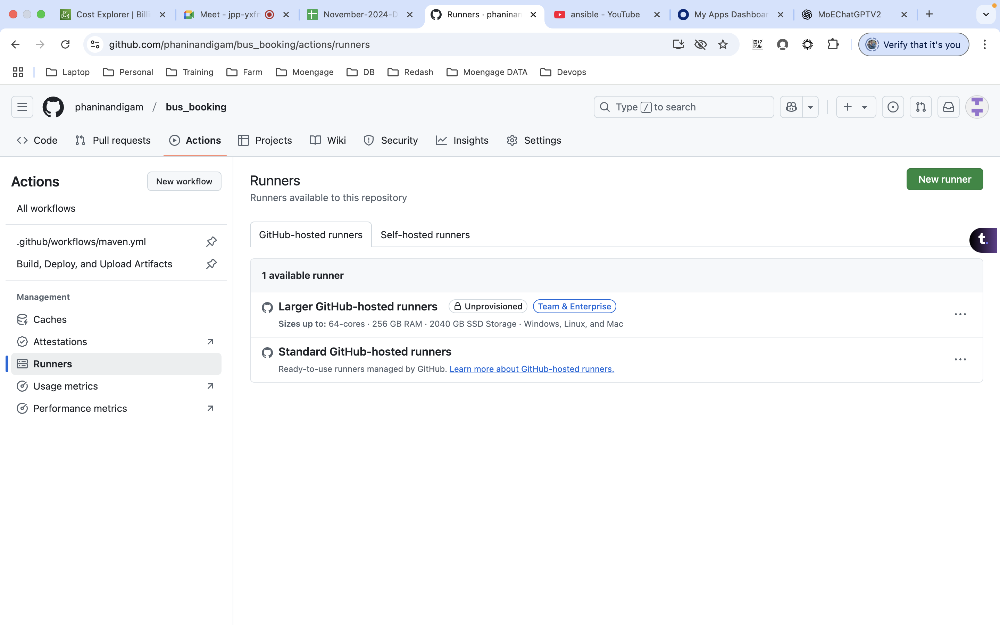 Cost Explorer | Billi
Meet - jpp-yxfn
November-2024-D
Runners · phaninan
ansible - YouTube
My Apps Dashboar
MoEChatGPTV2
github.com/phaninandigam/bus_booking/actions/runners
Verify that it's you
Laptop
Personal
Training
Farm
Moengage
DB
Redash
Moengage DATA
Devops
phaninandigam / bus_booking
Type / to search
Code
Pull requests
Actions
Projects
Wiki
Security
Insights
Settings
Actions
New workflow
All workflows
.github/workflows/maven.yml
Build, Deploy, and Upload Artifacts
Management
Caches
Attestations
Runners
Usage metrics
Performance metrics
Runners
New runner
Runners available to this repository
GitHub-hosted runners
Self-hosted runners
t.
1 available runner
Larger GitHub-hosted runners Unprovisioned Team & Enterprise
Sizes up to: 64-cores · 256 GB RAM · 2040 GB SSD Storage · Windows, Linux, and Mac
Standard GitHub-hosted runners
Ready-to-use runners managed by GitHub. Learn more about GitHub-hosted runners.